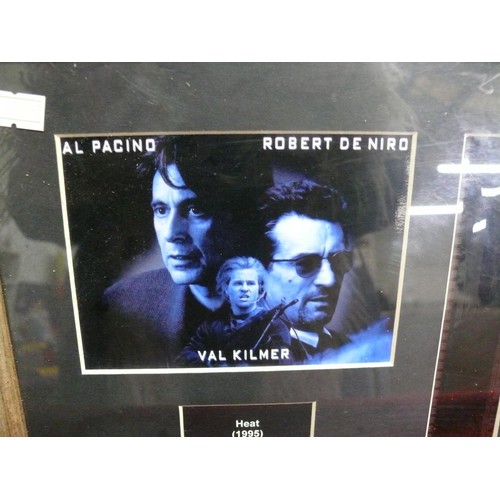 AL PACINO
ROBERT DE NIRO
VAL KILMER
Heat
(1995)